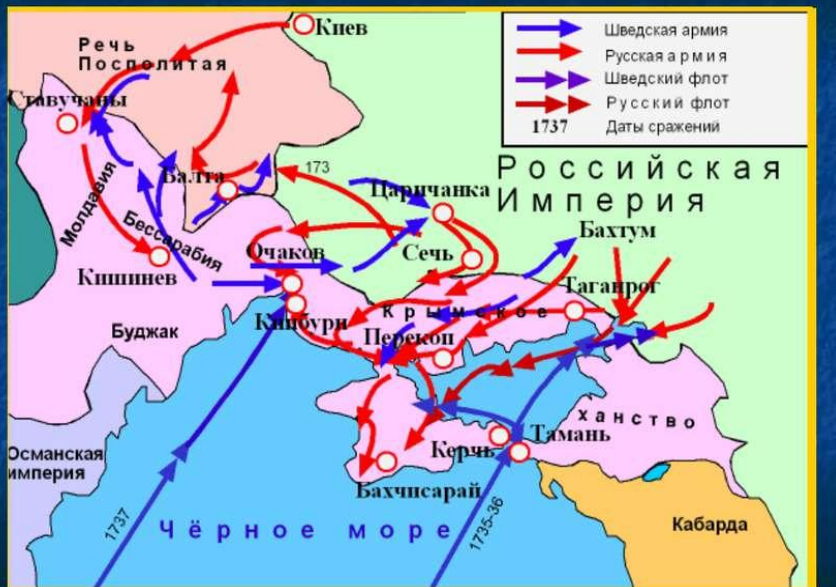 Киев
Речь
Посполитая
Ставучаны
Шведская армия
Русская армия
Шведский флот
Русский флот
1737
Даты сражений
Российская
Империя
173
Балта
Царичанка
Молдавия
Бессарабия
Бахтум
Очаков
Сечь
Кишинев
Таганрог
Кинбурн
Крымское
Буджак
Перекоп
ханство
Османская
империя
Тамань
Керчь
Бахчисарай
1737
Чёрное море
1735-36
Кабарда